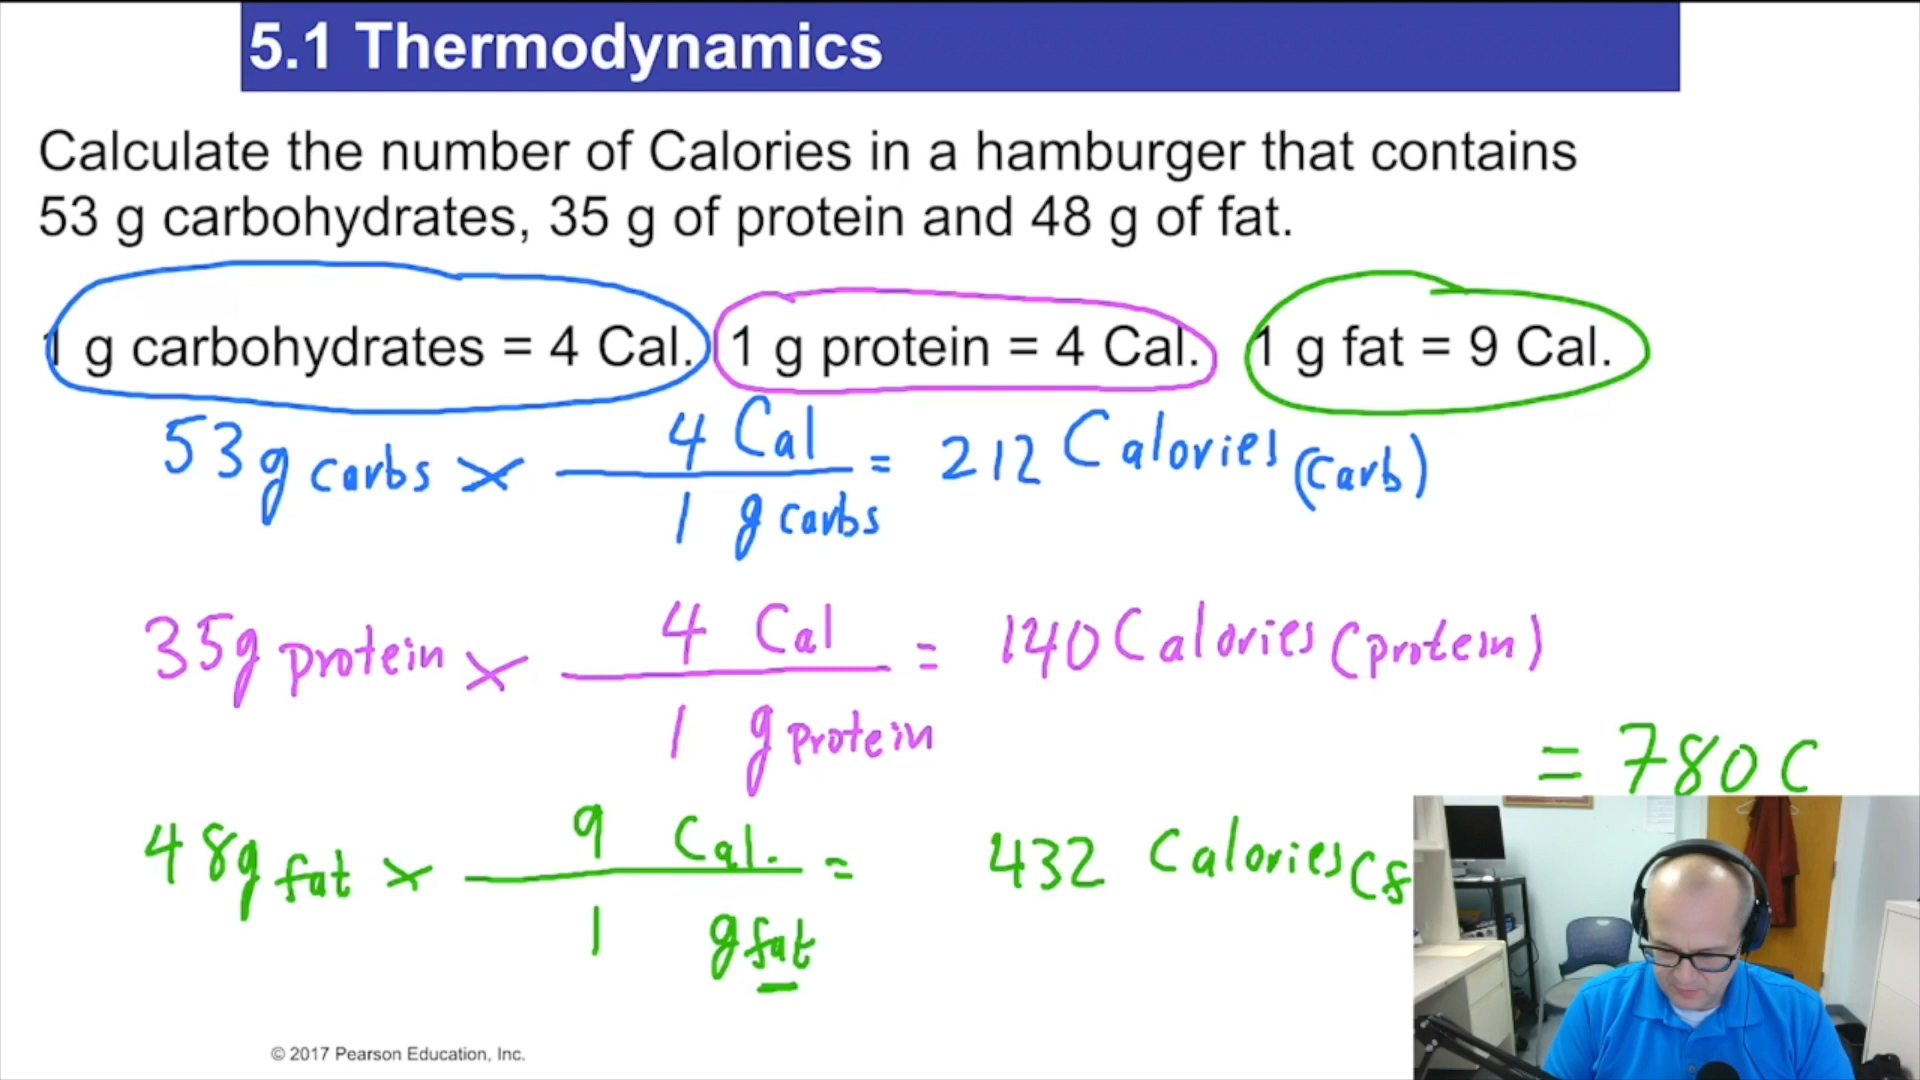 5.1 Thermodynamics
Calculate the number of Calories in a hamburger that contains
53 g carbohydrates, 35 g of protein and 48 g of fat.
1 g carbohydrates = 4 Cal. 1 g protein = 4 Cal. 1 g fat = 9 Cal.
53 g carbs × 4 Cal = 212 Calories (carb)
1 g carbs
35g protein × 4 Cal = 140 Calories (protein)
1 g protein
= 780 C
48g fat × 9 Cal. = 432 Calories
1 g fat
© 2017 Pearson Education, Inc.